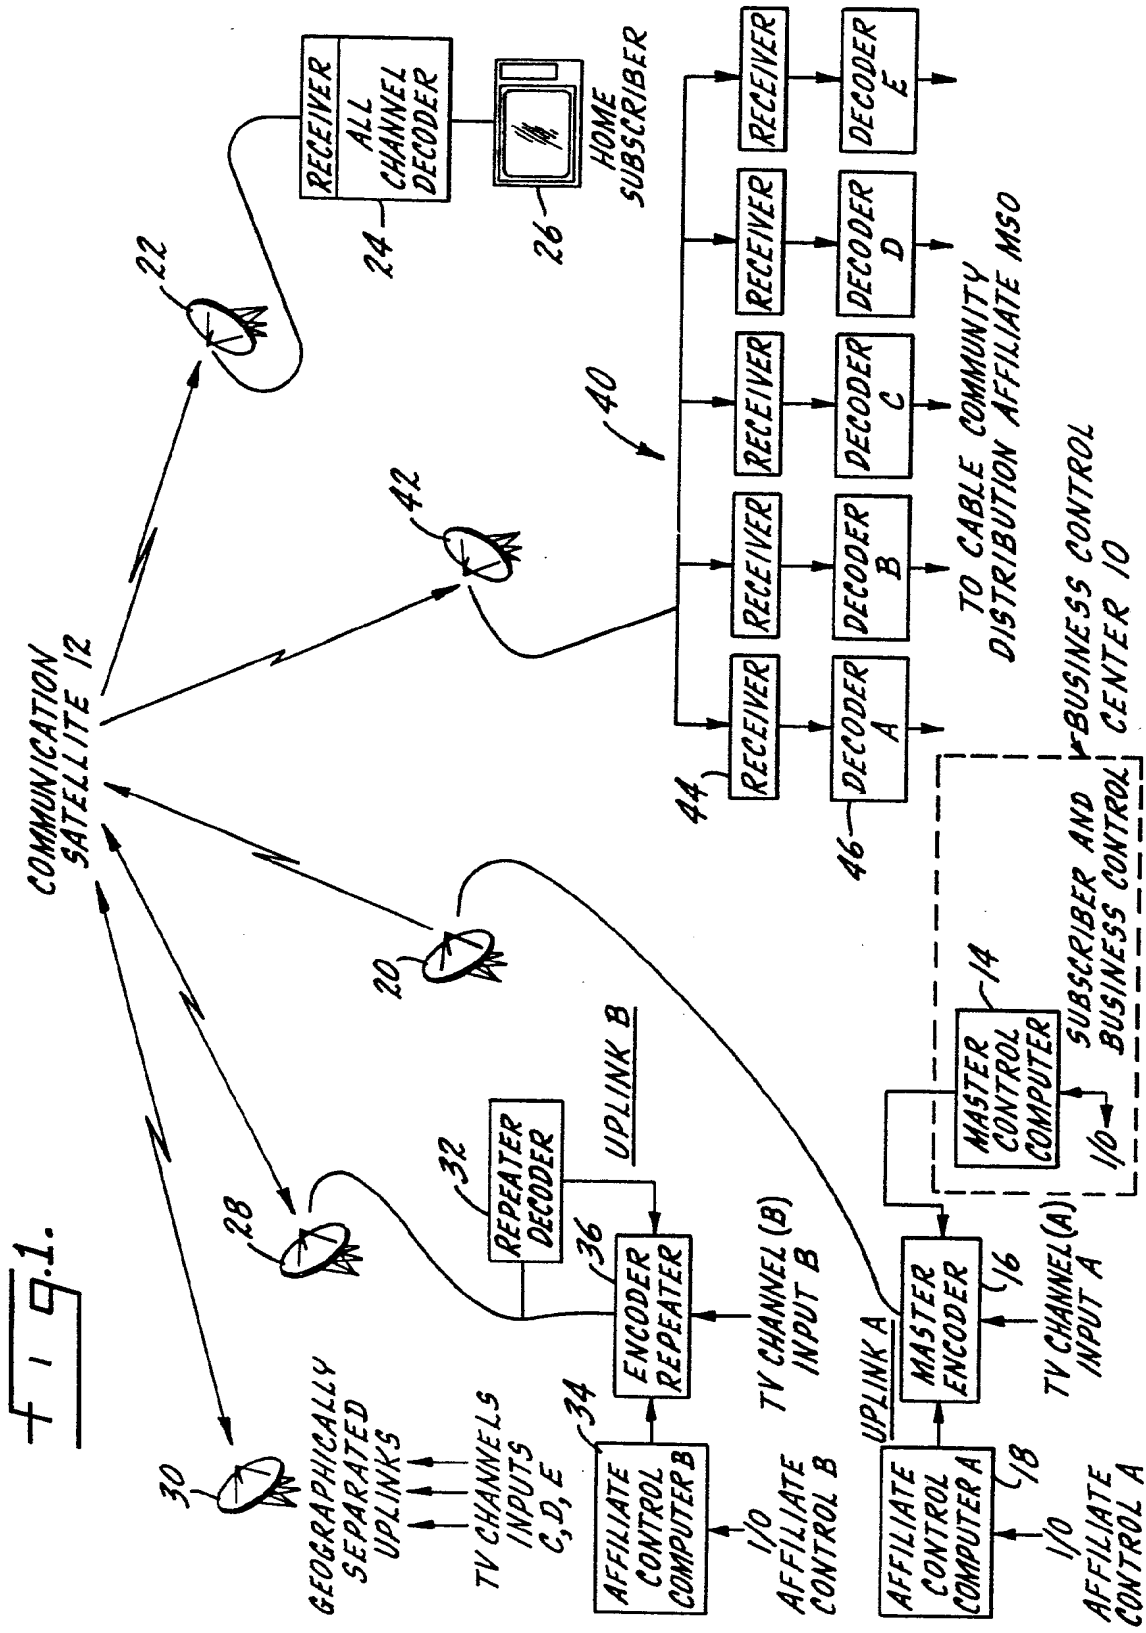 Fig.1.
COMMUNICATION
SATELLITE 12
30
28
20
42
22
GEOGRAPHICALLY
SEPARATED
UPLINKS
TV CHANNELS
INPUTS
C, D, E
32
REPEATER
DECODER
UPLINK B
34
AFFILIATE
CONTROL
COMPUTER B
36
ENCODER
REPEATER
I/O
AFFILIATE
CONTROL B
TV CHANNEL (B)
INPUT B
UPLINK A
AFFILIATE
CONTROL
COMPUTER A
18
MASTER
ENCODER
16
I/O
AFFILIATE
CONTROL A
TV CHANNEL (A)
INPUT A
MASTER
CONTROL
COMPUTER
14
I/O
SUBSCRIBER AND
BUSINESS CONTROL
BUSINESS CONTROL
CENTER 10
RECEIVER
ALL
CHANNEL
DECODER
24
26
HOME
SUBSCRIBER
40
44
RECEIVER
RECEIVER
RECEIVER
RECEIVER
RECEIVER
46
DECODER
A
DECODER
B
DECODER
C
DECODER
D
DECODER
E
TO CABLE COMMUNITY
DISTRIBUTION AFFILIATE MSO